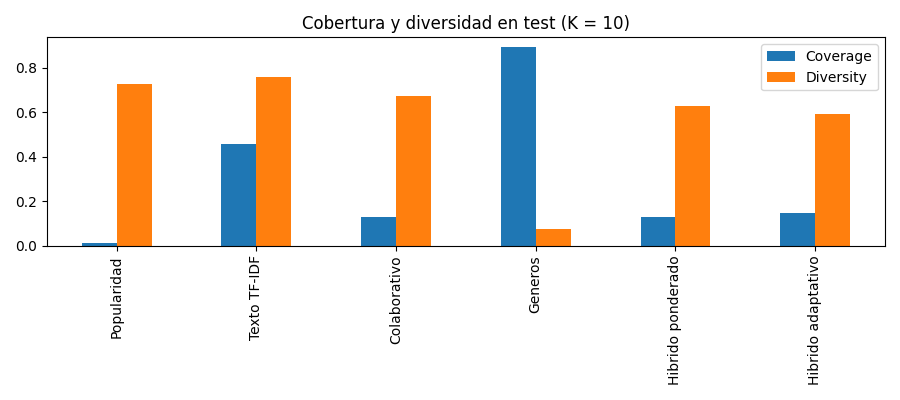 Cobertura y diversidad en test (K = 10)
Coverage
Diversity
0.8
0.6
0.4
0.2
0.0
Popularidad
Texto TF-IDF
Colaborativo
Generos
Hibrido ponderado
Hibrido adaptativo